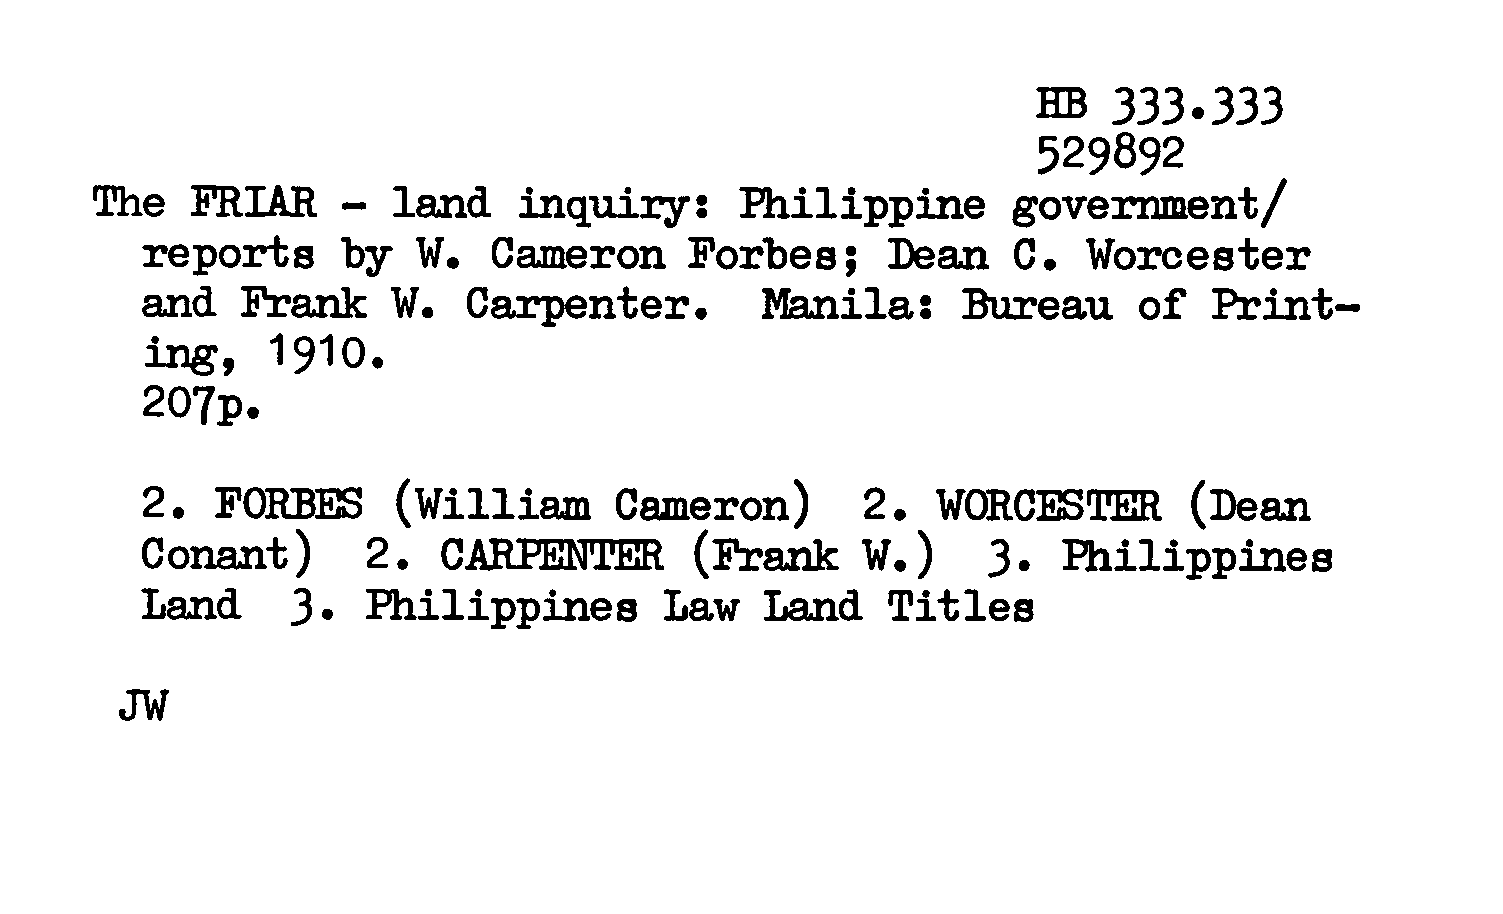 HB 333.333
529892
The FRIAR - land inquiry: Philippine government/
reports by W. Cameron Forbes; Dean C. Worcester
and Frank W. Carpenter. Manila: Bureau of Print-
ing, 1910.
207p.
2. FORBES (William Cameron) 2. WORCESTER (Dean
Conant) 2. CARPENTER (Frank W.) 3. Philippines
Land 3. Philippines Law Land Titles
JW